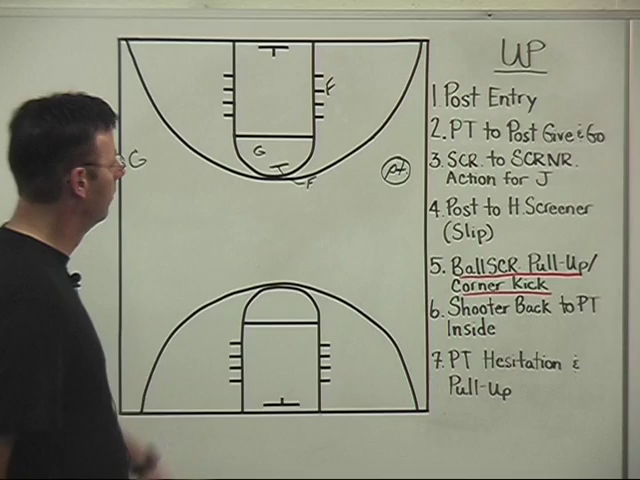 UP
1 Post Entry
2. PT to Post Give & Go
3. SCR. to SCRNR.
Action for J
4. Post to H. Screener
(Slip)
5. Ball SCR. Pull-Up/
Corner Kick
6. Shooter Back to PT
Inside
7. PT Hesitation &
Pull-Up
F
G
G
pt.
F